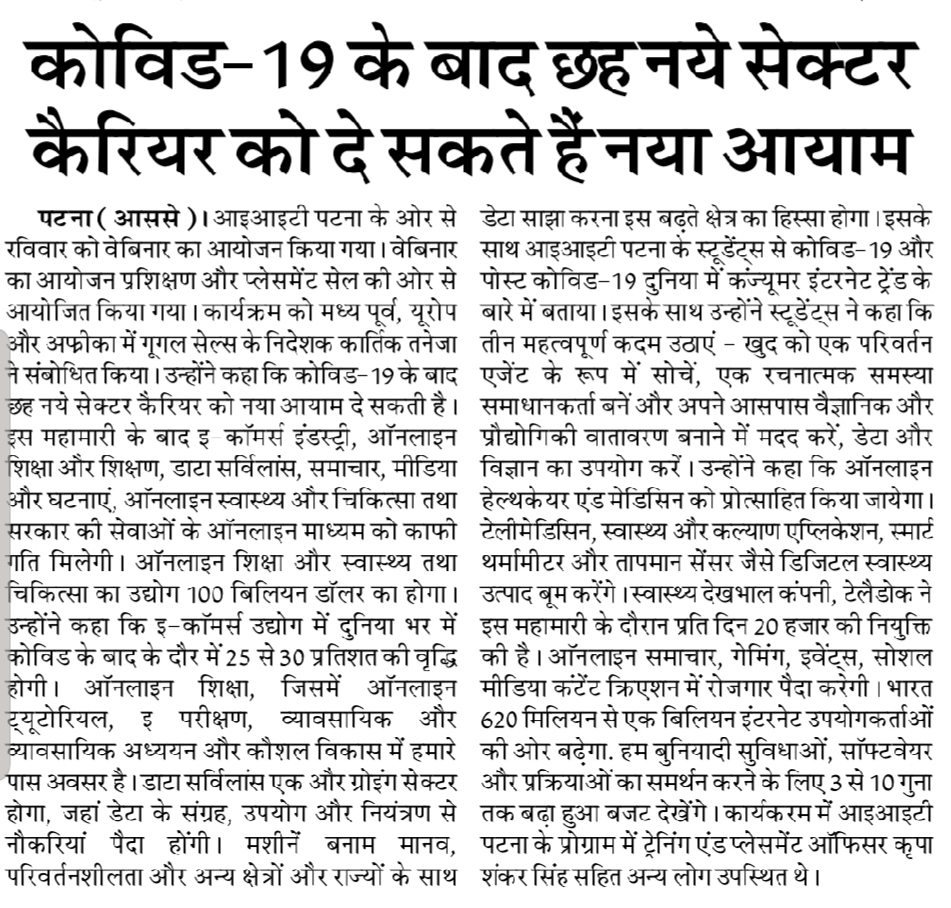 कोविड-19 के बाद छह नये सेक्टर
कैरियर को दे सकते हैं नया आयाम
पटना ( आससे )। आइआइटी पटना के ओर से
रविवार को वेबिनार का आयोजन किया गया। वेबिनार
का आयोजन प्रशिक्षण और प्लेसमेंट सेल की ओर से
आयोजित किया गया। कार्यक्रम को मध्य पूर्व, यूरोप
और अफ्रीका में गूगल सेल्स के निदेशक कार्तिक तनेजा
ने संबोधित किया। उन्होंने कहा कि कोविड-19 के बाद
छह नये सेक्टर कैरियर को नया आयाम दे सकती है।
इस महामारी के बाद इ-कॉमर्स इंडस्ट्री, ऑनलाइन
शिक्षा और शिक्षण, डाटा सर्विलांस, समाचार, मीडिया
और घटनाएं, ऑनलाइन स्वास्थ्य और चिकित्सा तथा
सरकार की सेवाओं के ऑनलाइन माध्यम को काफी
गति मिलेगी। ऑनलाइन शिक्षा और स्वास्थ्य तथा
चिकित्सा का उद्योग 100 बिलियन डॉलर का होगा।
उन्होंने कहा कि इ-कॉमर्स उद्योग में दुनिया भर में
कोविड के बाद के दौर में 25 से 30 प्रतिशत की वृद्धि
होगी। ऑनलाइन शिक्षा, जिसमें ऑनलाइन
ट्यूटोरियल, इ परीक्षण, व्यावसायिक और
व्यावसायिक अध्ययन और कौशल विकास में हमारे
पास अवसर है। डाटा सर्विलांस एक और ग्रोइंग सेक्टर
होगा, जहां डेटा के संग्रह, उपयोग और नियंत्रण से
नौकरियां पैदा होंगी। मशीनें बनाम मानव,
परिवर्तनशीलता और अन्य क्षेत्रों और राज्यों के साथ
डेटा साझा करना इस बढ़ते क्षेत्र का हिस्सा होगा। इसके
साथ आइआइटी पटना के स्टूडेंट्स से कोविड-19 और
पोस्ट कोविड-19 दुनिया में कंज्यूमर इंटरनेट ट्रेंड के
बारे में बताया। इसके साथ उन्होंने स्टूडेंट्स ने कहा कि
तीन महत्वपूर्ण कदम उठाएं - खुद को एक परिवर्तन
एजेंट के रूप में सोचें, एक रचनात्मक समस्या
समाधानकर्ता बनें और अपने आसपास वैज्ञानिक और
प्रौद्योगिकी वातावरण बनाने में मदद करें, डेटा और
विज्ञान का उपयोग करें। उन्होंने कहा कि ऑनलाइन
हेल्थकेयर एंड मेडिसिन को प्रोत्साहित किया जायेगा।
टेलीमेडिसिन, स्वास्थ्य और कल्याण एप्लिकेशन, स्मार्ट
थर्मामीटर और तापमान सेंसर जैसे डिजिटल स्वास्थ्य
उत्पाद बूम करेंगे। स्वास्थ्य देखभाल कंपनी, टेलैडोक ने
इस महामारी के दौरान प्रति दिन 20 हजार की नियुक्ति
की है। ऑनलाइन समाचार, गेमिंग, इवेंट्स, सोशल
मीडिया कंटेंट क्रिएशन में रोजगार पैदा करेगी। भारत
620 मिलियन से एक बिलियन इंटरनेट उपयोगकर्ताओं
की ओर बढ़ेगा. हम बुनियादी सुविधाओं, सॉफ्टवेयर
और प्रक्रियाओं का समर्थन करने के लिए 3 से 10 गुना
तक बढ़ा हुआ बजट देखेंगे। कार्यकरम में आइआइटी
पटना के प्रोग्राम में ट्रेनिंग एंड प्लेसमेंट ऑफिसर कृपा
शंकर सिंह सहित अन्य लोग उपस्थित थे।